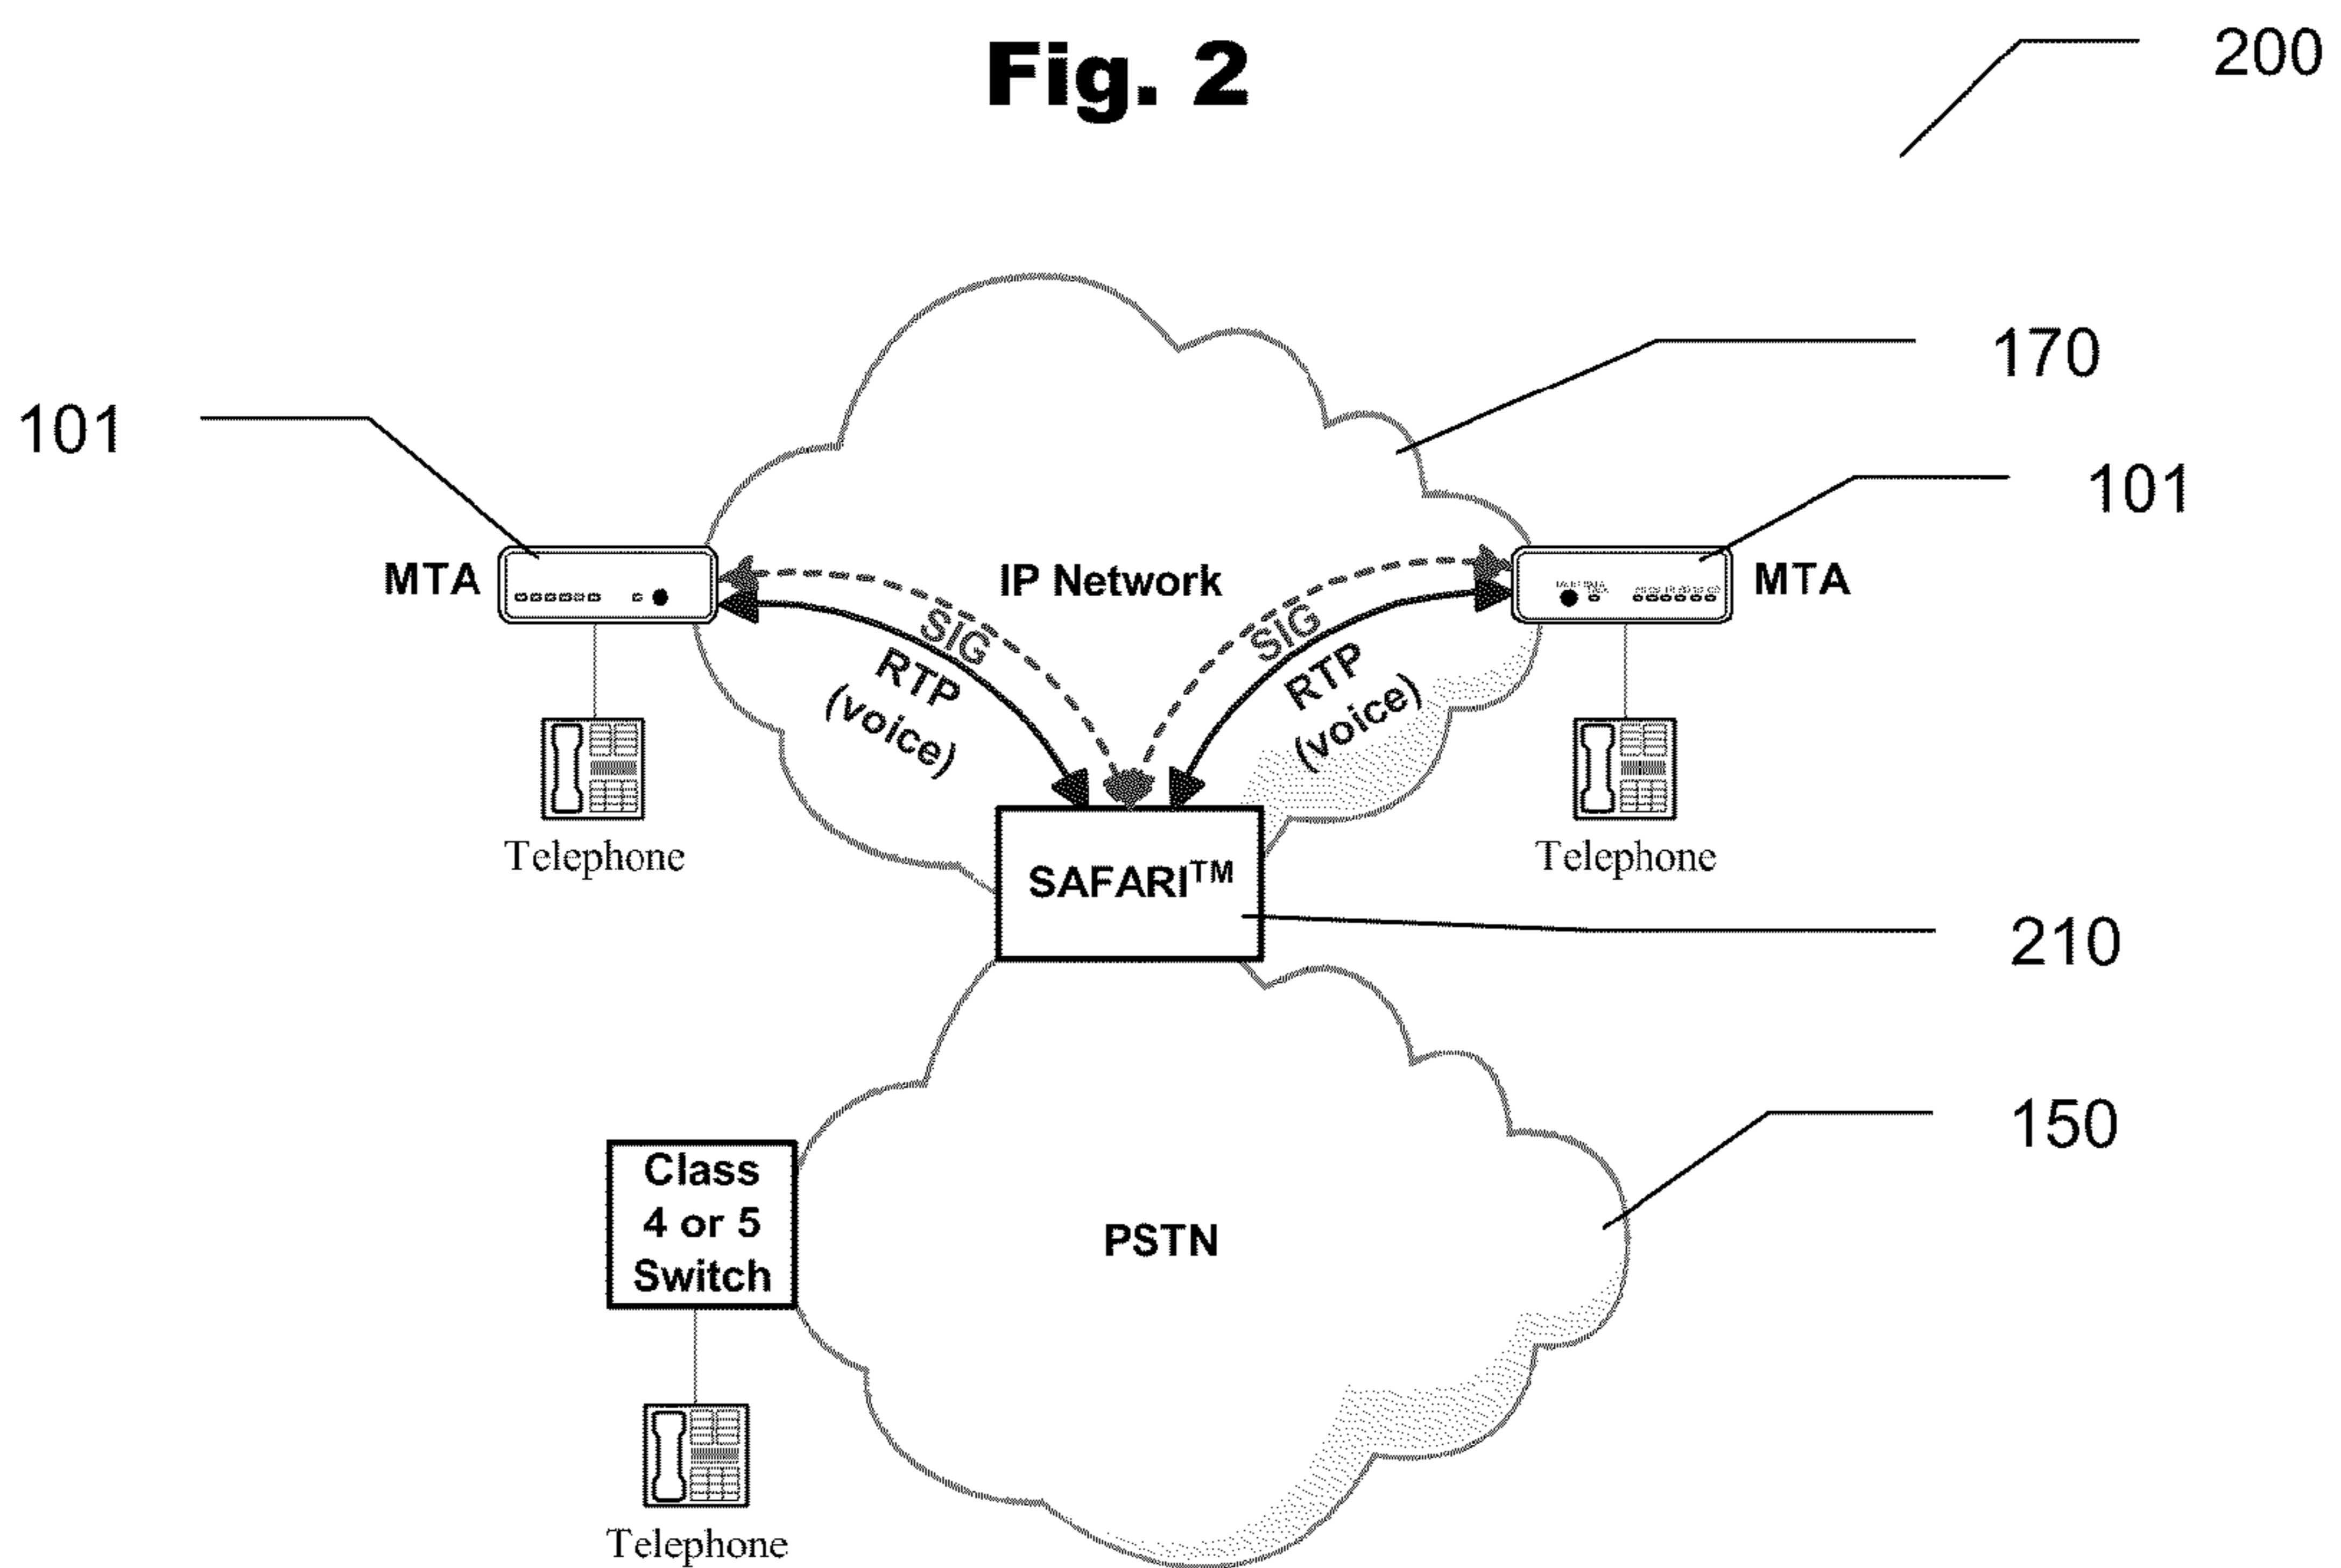 Fig. 2
200
170
101
101
MTA
IP Network
MTA
SIG
SIG
RTP
(voice)
RTP
(voice)
Telephone
Telephone
SAFARI™
210
150
Class
4 or 5
Switch
PSTN
Telephone